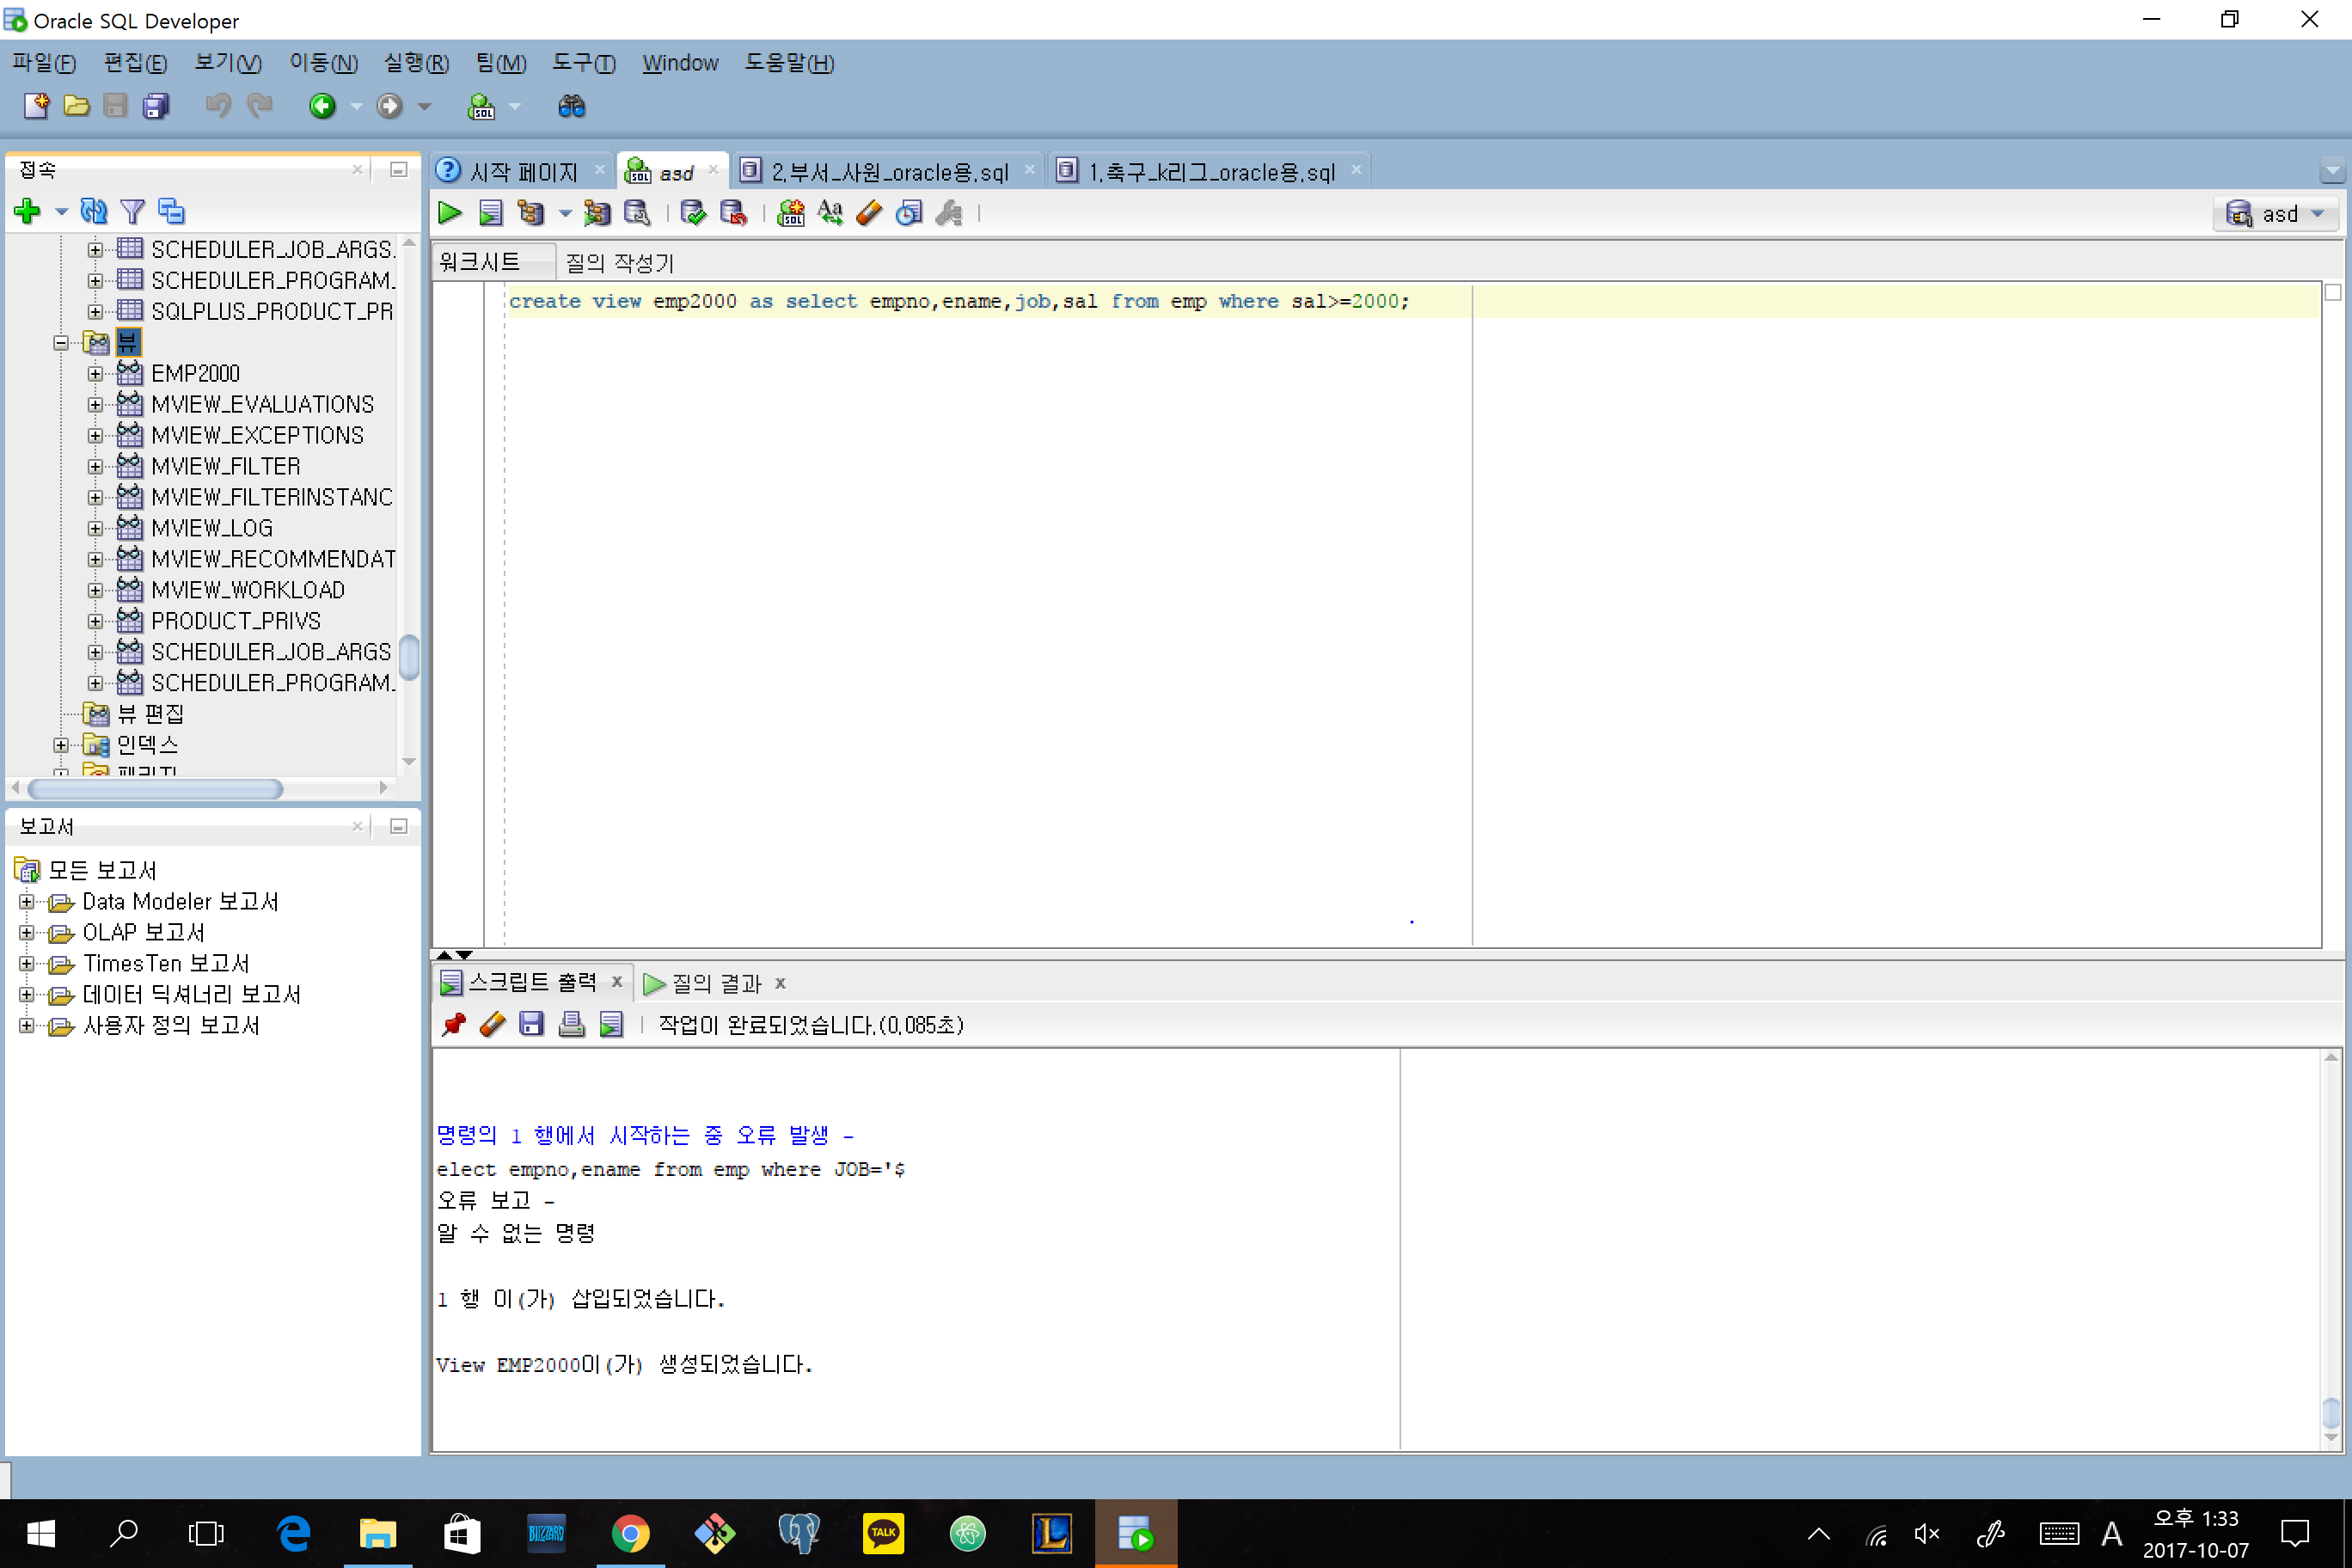 Oracle SQL Developer
파일(F) 편집(E) 보기(V) 이동(N) 실행(R) 팀(M) 도구(T) Window 도움말(H)
접속
시작 페이지 asd 2.부서_사원_oracle용.sql 1.축구_k리그_oracle용.sql
asd
워크시트 질의 작성기
create view emp2000 as select empno,ename,job,sal from emp where sal>=2000;
SCHEDULER_JOB_ARGS.
SCHEDULER_PROGRAM.
SQLPLUS_PRODUCT_PR
뷰
EMP2000
MVIEW_EVALUATIONS
MVIEW_EXCEPTIONS
MVIEW_FILTER
MVIEW_FILTERINSTANC
MVIEW_LOG
MVIEW_RECOMMENDAT
MVIEW_WORKLOAD
PRODUCT_PRIVS
SCHEDULER_JOB_ARGS
SCHEDULER_PROGRAM.
뷰 편집
인덱스
보고서
모든 보고서
Data Modeler 보고서
OLAP 보고서
TimesTen 보고서
데이터 딕셔너리 보고서
사용자 정의 보고서
스크립트 출력 질의 결과
작업이 완료되었습니다.(0.085초)
명령의 1 행에서 시작하는 중 오류 발생 -
elect empno,ename from emp where JOB='$
오류 보고 -
알 수 없는 명령
1 행 이(가) 삽입되었습니다.
View EMP2000이(가) 생성되었습니다.
BLIZZARD
TALK
A
오후 1:33
2017-10-07